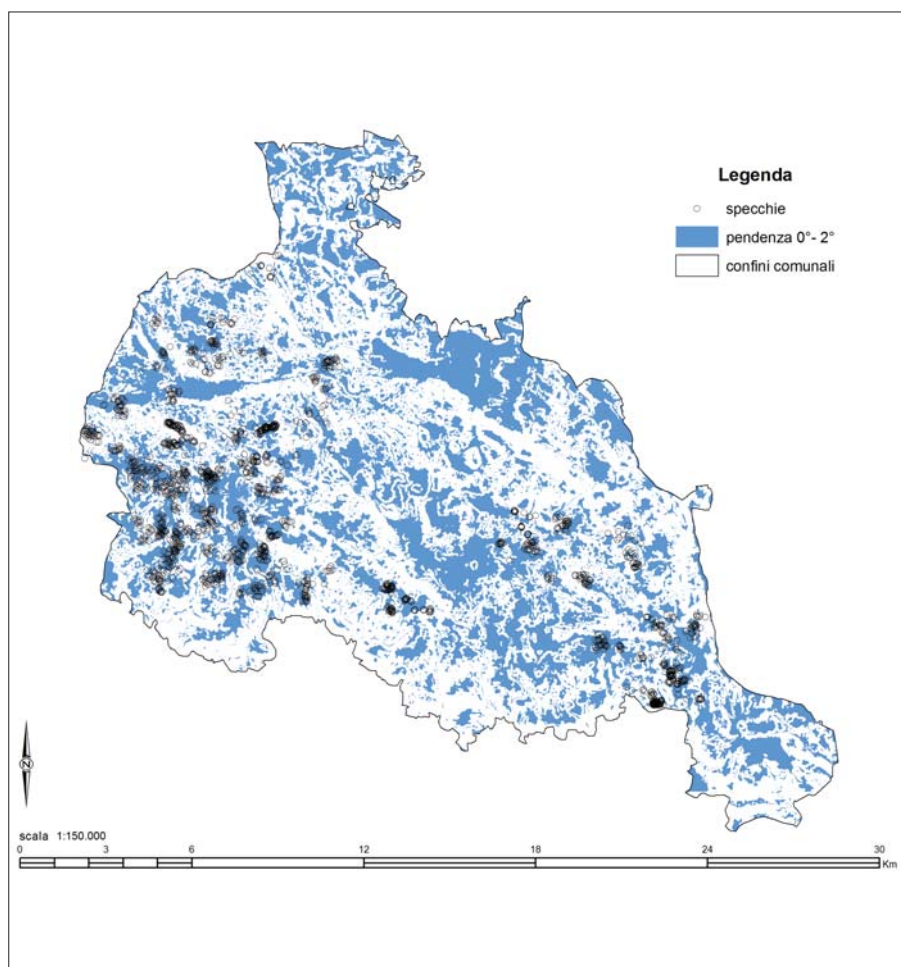 Legenda
specchie
pendenza 0°- 2°
confini comunali
N
scala 1:150.000
0 3 6 12 18 24 30
Km